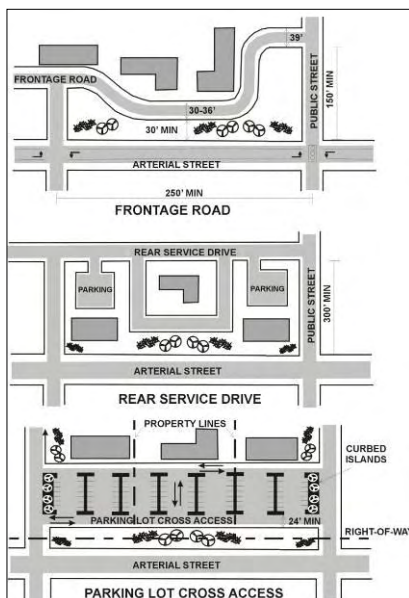 39'
FRONTAGE ROAD
30-36'
30' MIN
PUBLIC STREET
150' MIN
ARTERIAL STREET
250' MIN
FRONTAGE ROAD
REAR SERVICE DRIVE
PARKING
PARKING
PUBLIC STREET
300' MIN
ARTERIAL STREET
REAR SERVICE DRIVE
PROPERTY LINES
CURBED
ISLANDS
PARKING LOT CROSS ACCESS
24' MIN
RIGHT-OF-WAY
ARTERIAL STREET
PARKING LOT CROSS ACCESS